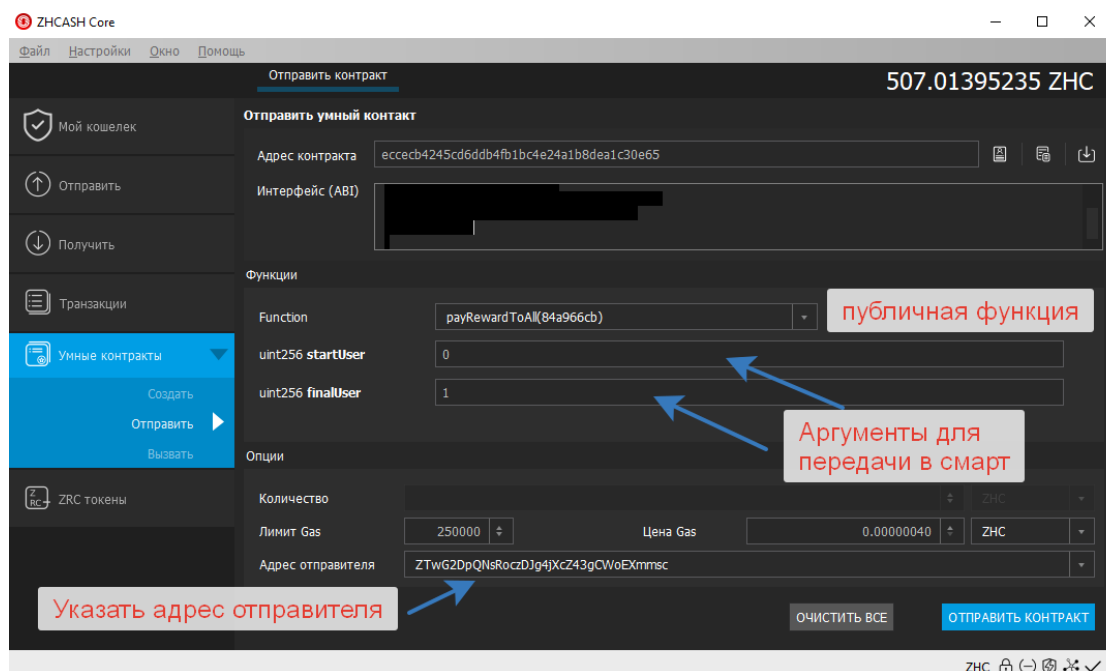 ZHCASH Core
Файл Настройки Окно Помощь
Отправить контракт
507.01395235 ZHC
Мой кошелек
Отправить
Получить
Транзакции
Умные контракты
Создать
Отправить
Вызвать
ZRC токены
Отправить умный контакт
Адрес контракта eccecb4245cd6ddb4fb1bc4e24a1b8dea1c30e65
Интерфейс (ABI)
Функции
Function payRewardToAll(84a966cb)
публичная функция
uint256 startUser 0
uint256 finalUser 1
Аргументы для
передачи в смарт
Опции
Количество ZHC
Лимит Gas 250000 Цена Gas 0.00000040 ZHC
Адрес отправителя ZTwG2DpQNsRoczDJg4jXcZ43gCWoEXmmsc
Указать адрес отправителя
ОЧИСТИТЬ ВСЕ ОТПРАВИТЬ КОНТРАКТ
ZHC